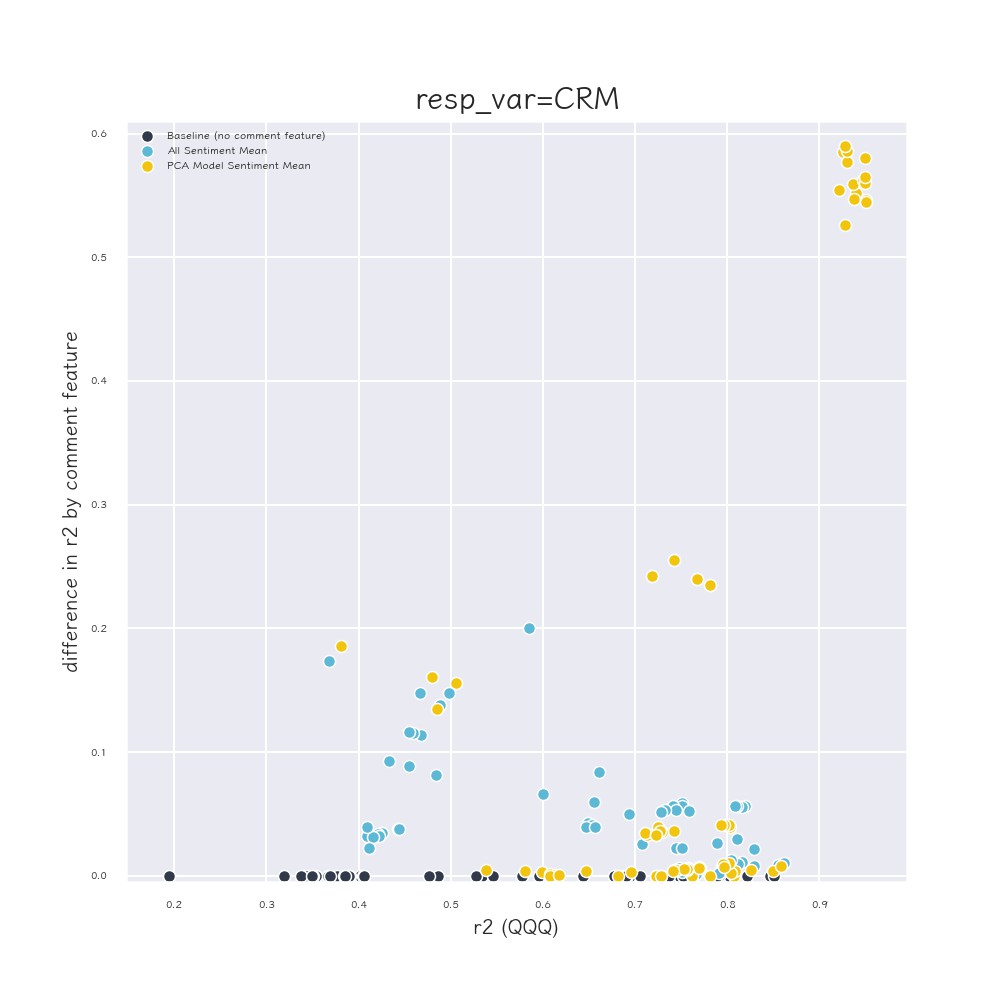 resp_var=CRM
Baseline (no comment feature)
All Sentiment Mean
PCA Model Sentiment Mean
difference in r2 by comment feature
0.6
0.5
0.4
0.3
0.2
0.1
0.0
0.2 0.3 0.4 0.5 0.6 0.7 0.8 0.9
r2 (QQQ)